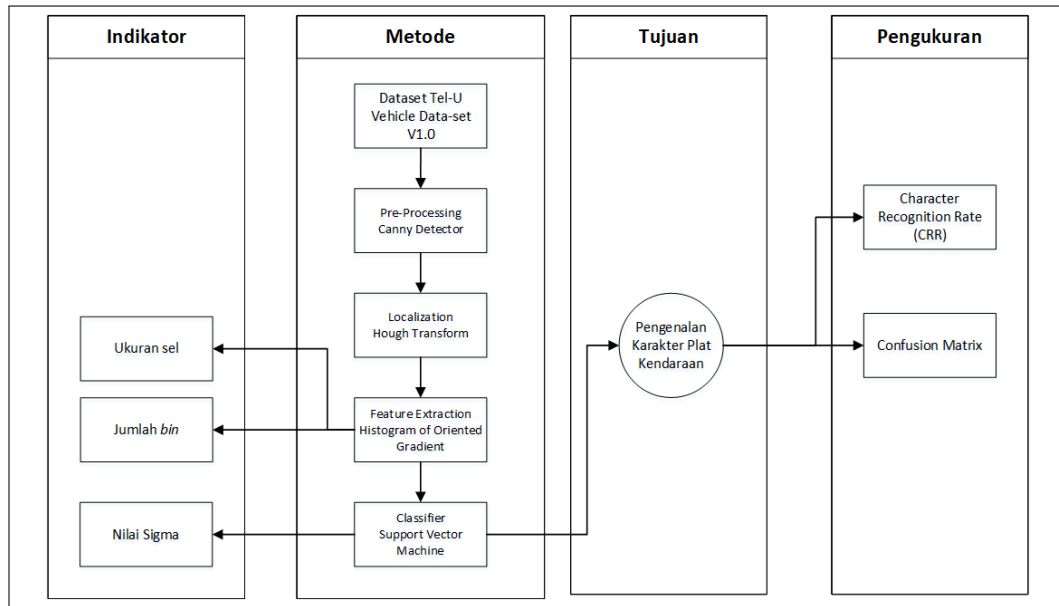 Indikator
Metode
Tujuan
Pengukuran
Dataset Tel-U
Vehicle Data-set
V1.0
Pre-Processing
Canny Detector
Localization
Hough Transform
Feature Extraction
Histogram of Oriented
Gradient
Classifier
Support Vector
Machine
Ukuran sel
Jumlah bin
Nilai Sigma
Pengenalan
Karakter Plat
Kendaraan
Character
Recognition Rate
(CRR)
Confusion Matrix